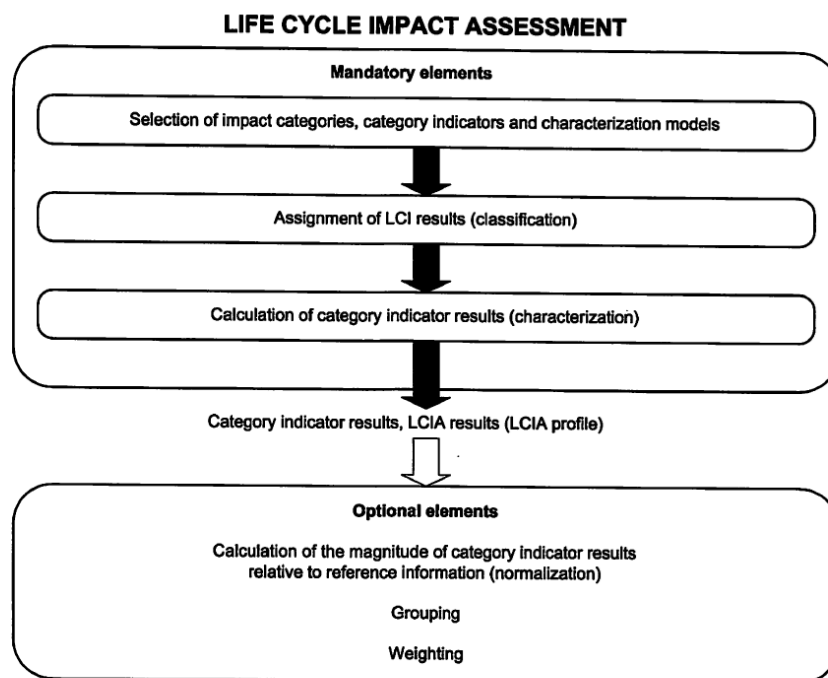 LIFE CYCLE IMPACT ASSESSMENT
Mandatory elements
Selection of impact categories, category indicators and characterization models
Assignment of LCI results (classification)
Calculation of category indicator results (characterization)
Category indicator results, LCIA results (LCIA profile)
Optional elements
Calculation of the magnitude of category indicator results
relative to reference information (normalization)
Grouping
Weighting